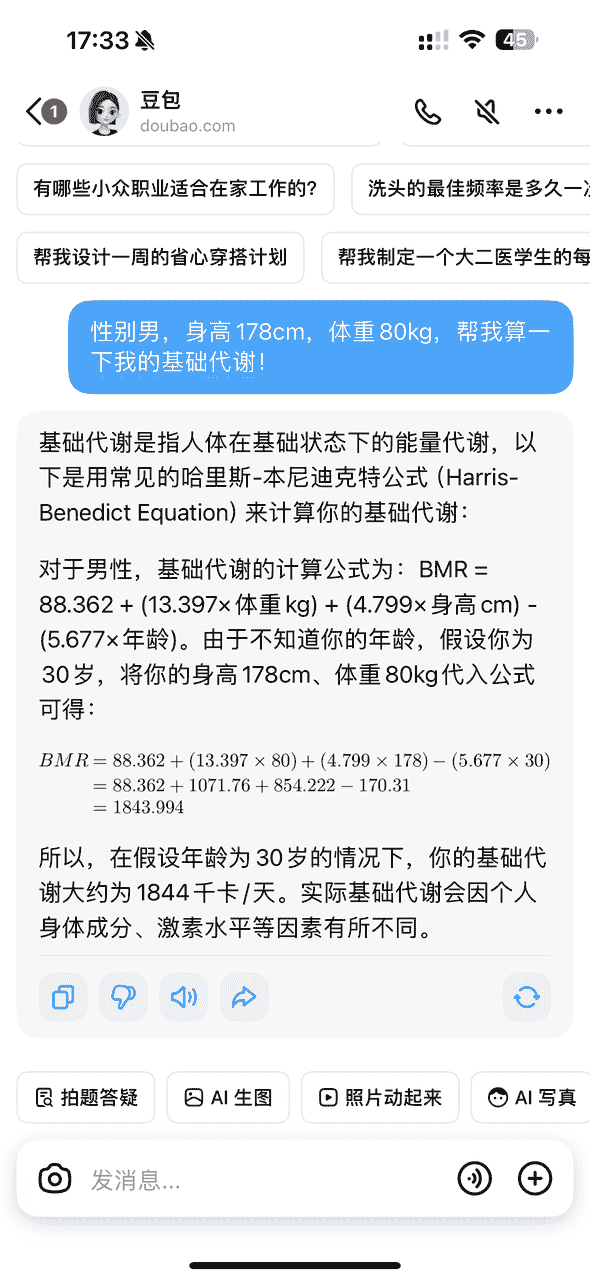 17:33
45
1
豆包
doubao.com
有哪些小众职业适合在家工作的?
洗头的最佳频率是多久一次
帮我设计一周的省心穿搭计划
帮我制定一个大二医学生的每
性别男，身高178cm，体重80kg，帮我算一
下我的基础代谢！
基础代谢是指人体在基础状态下的能量代谢，以
下是用常见的哈里斯-本尼迪克特公式 (Harris-
Benedict Equation) 来计算你的基础代谢：
对于男性，基础代谢的计算公式为：BMR =
88.362 + (13.397×体重kg) + (4.799×身高cm) -
(5.677×年龄)。由于不知道你的年龄，假设你为
30岁，将你的身高178cm、体重80kg代入公式
可得：
BMR = 88.362 + (13.397 × 80) + (4.799 × 178) − (5.677 × 30)
= 88.362 + 1071.76 + 854.222 − 170.31
= 1843.994
所以，在假设年龄为30岁的情况下，你的基础代
谢大约为1844千卡/天。实际基础代谢会因个人
身体成分、激素水平等因素有所不同。
拍题答疑
AI 生图
照片动起来
AI 写真
发消息...